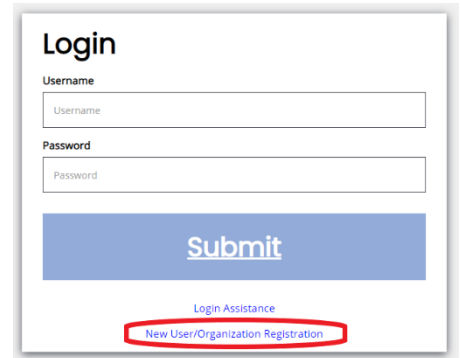 Login
Username
Username
Password
Password
Submit
Login Assistance
New User/Organization Registration